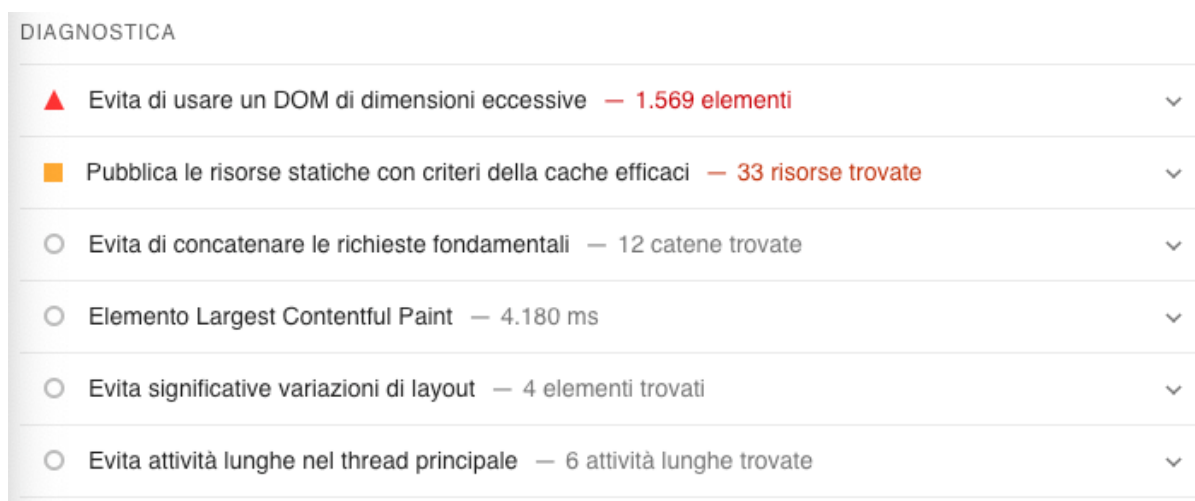 DIAGNOSTICA
Evita di usare un DOM di dimensioni eccessive — 1.569 elementi
Pubblica le risorse statiche con criteri della cache efficaci — 33 risorse trovate
Evita di concatenare le richieste fondamentali — 12 catene trovate
Elemento Largest Contentful Paint — 4.180 ms
Evita significative variazioni di layout — 4 elementi trovati
Evita attività lunghe nel thread principale — 6 attività lunghe trovate